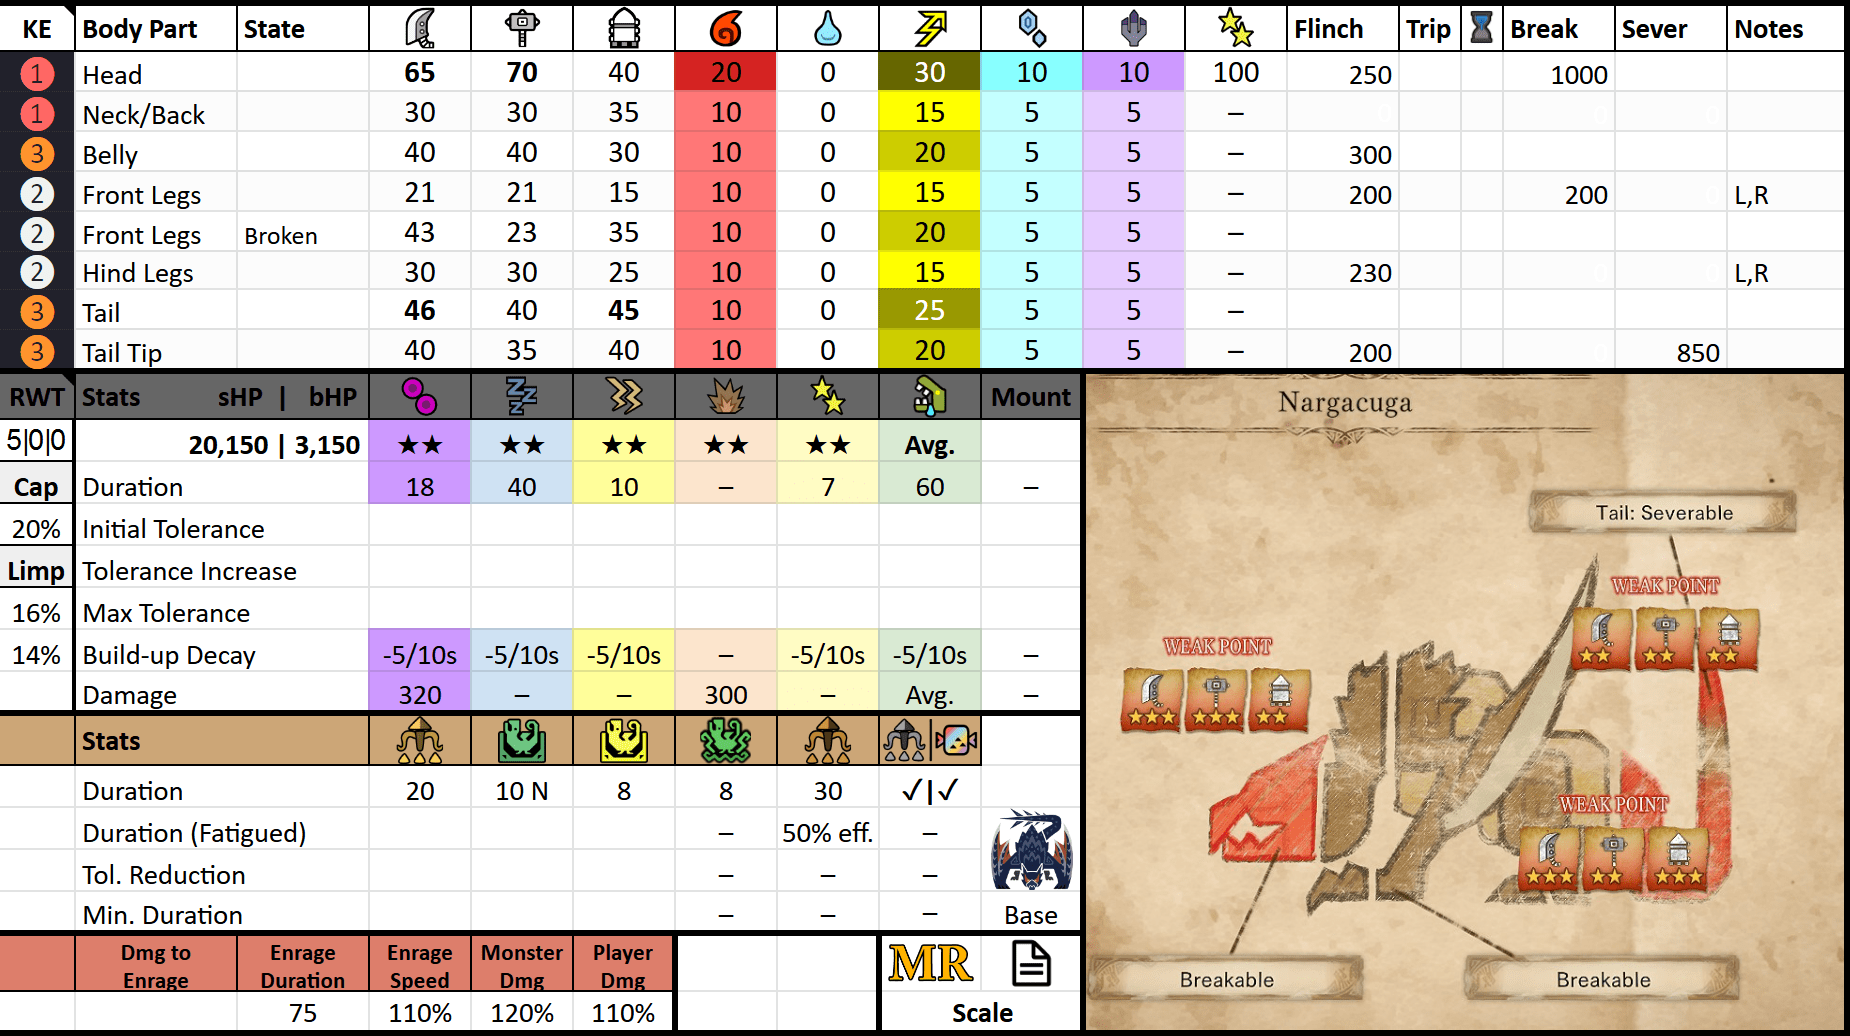 KE Body Part State Flinch Trip Break Sever Notes
1 Head 65 70 40 20 0 30 10 10 100 250 1000
1 Neck/Back 30 30 35 10 0 15 5 5 –
3 Belly 40 40 30 10 0 20 5 5 – 300
2 Front Legs 21 21 15 10 0 15 5 5 – 200 200 L,R
2 Front Legs Broken 43 23 35 10 0 20 5 5 –
2 Hind Legs 30 30 25 10 0 15 5 5 – 230 L,R
3 Tail 46 40 45 10 0 25 5 5 –
3 Tail Tip 40 35 40 10 0 20 5 5 – 200 850
RWT Stats sHP | bHP Mount
5|0|0 20,150 | 3,150 ★★ ★★ ★★ ★★ ★★ Avg.
Cap Duration 18 40 10 – 7 60 –
20% Initial Tolerance
Limp Tolerance Increase
16% Max Tolerance
14% Build-up Decay -5/10s -5/10s -5/10s – -5/10s -5/10s –
Damage 320 – – 300 – Avg. –
Stats
Duration 20 10 N 8 8 30 ✓|✓
Duration (Fatigued) – 50% eff. –
Tol. Reduction – – –
Min. Duration – – – Base
Dmg to Enrage Enrage Duration Enrage Speed Monster Dmg Player Dmg MR
75 110% 120% 110% Scale
Nargacuga
Tail: Severable
WEAK POINT
WEAK POINT
WEAK POINT
Breakable
Breakable